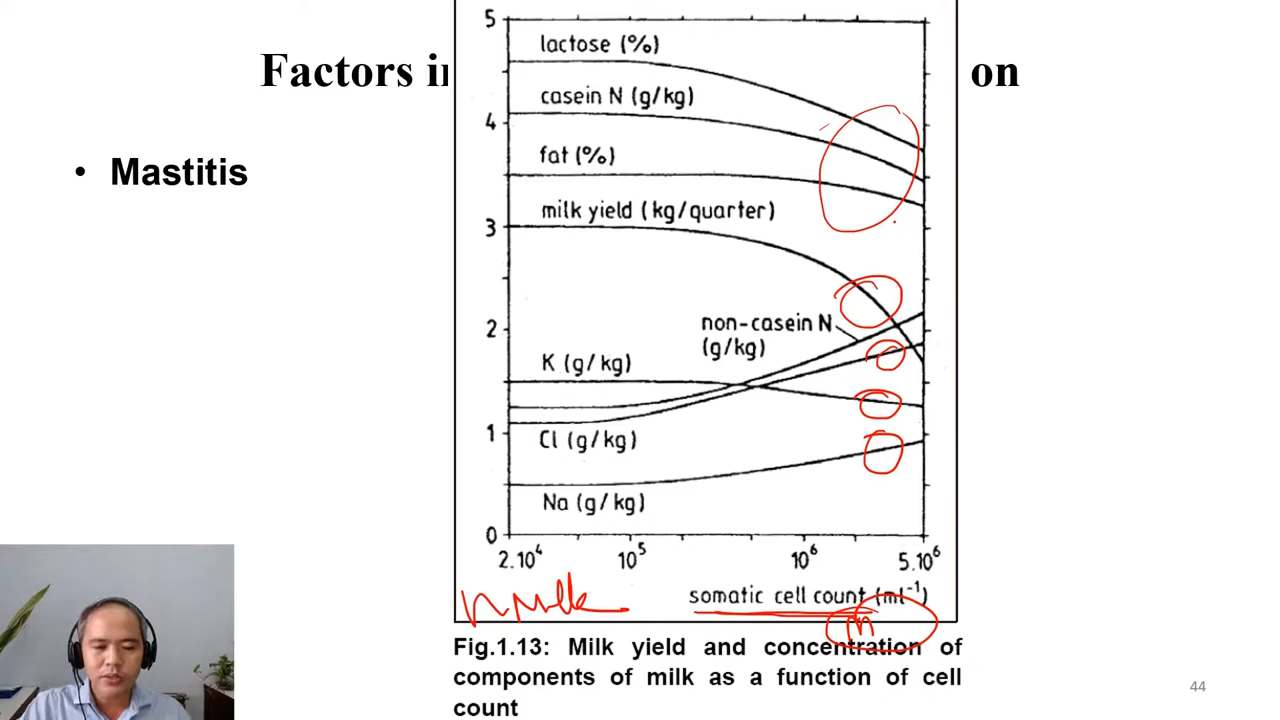 Factors in
on
• Mastitis
5
4
3
2
1
0
lactose (%)
casein N (g/kg)
fat (%)
milk yield (kg/quarter)
non-casein N
(g/kg)
K (g/kg)
Cl (g/kg)
Na (g/kg)
2.10⁴ 10⁵ 10⁶ 5.10⁶
somatic cell count (ml⁻¹)
Fig.1.13: Milk yield and concentration of
components of milk as a function of cell
count
44